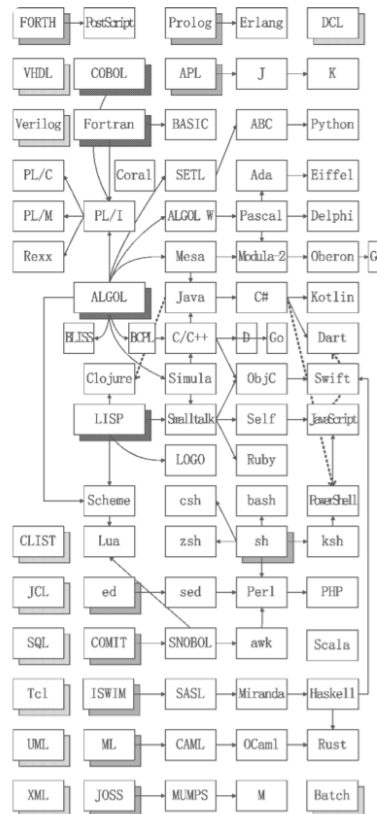 FORTH PostScript Prolog Erlang DCL
VHDL COBOL APL J K
Verilog Fortran BASIC ABC Python
PL/C Coral SETL Ada Eiffel
PL/M PL/I ALGOL W Pascal Delphi
Rexx Mesa Modula-2 Oberon G
ALGOL Java C# Kotlin
BLISS BCPL C/C++ D Go Dart
Clojure Simula ObjC Swift
LISP Smalltalk Self JavaScript
LOGO Ruby
Scheme csh bash PowerShell
CLIST Lua zsh sh ksh
JCL ed sed Perl PHP
SQL COMIT SNOBOL awk Scala
Tcl ISWIM SASL Miranda Haskell
UML ML CAML OCaml Rust
XML JOSS MUMPS M Batch